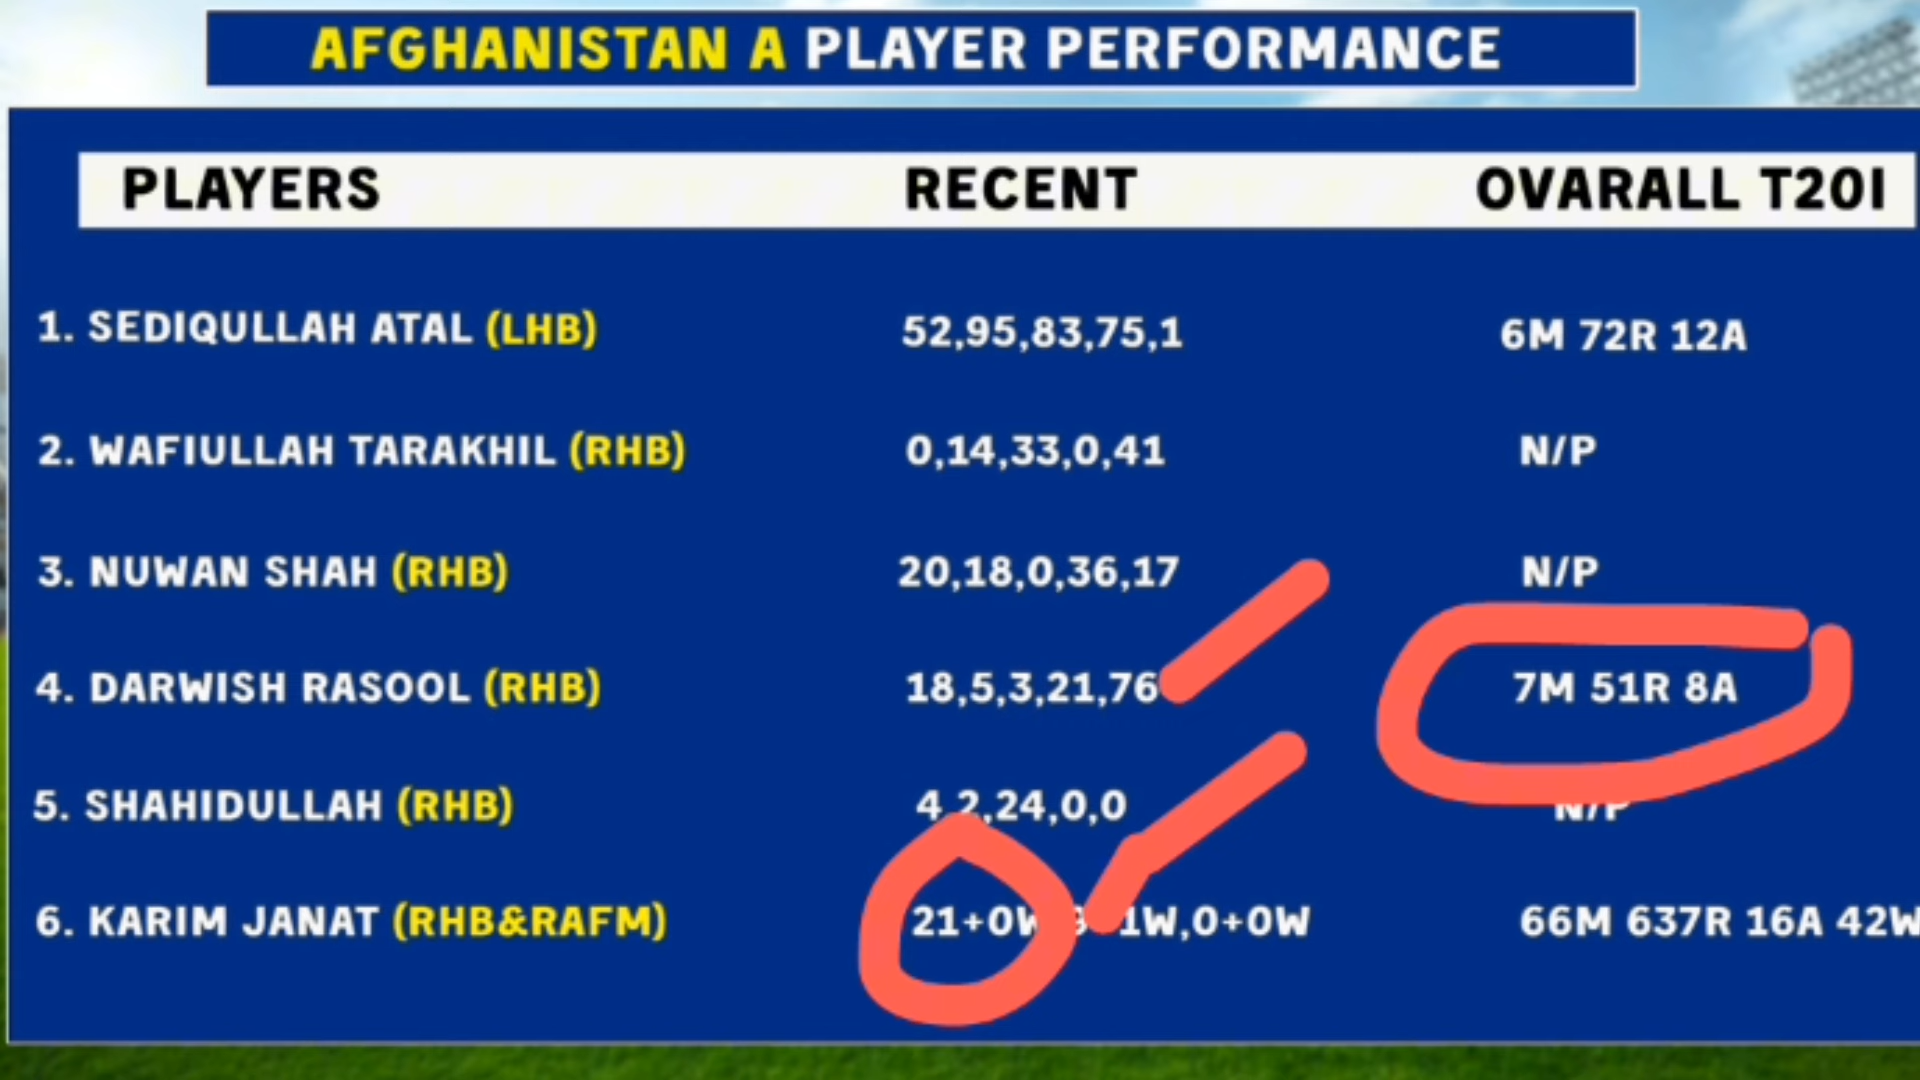 AFGHANISTAN A PLAYER PERFORMANCE
PLAYERS RECENT OVARALL T20I
1. SEDIQULLAH ATAL (LHB) 52,95,83,75,1 6M 72R 12A
2. WAFIULLAH TARAKHIL (RHB) 0,14,33,0,41 N/P
3. NUWAN SHAH (RHB) 20,18,0,36,17 N/P
4. DARWISH RASOOL (RHB) 18,5,3,21,76 7M 51R 8A
5. SHAHIDULLAH (RHB) 4,2,24,0,0 N/P
6. KARIM JANAT (RHB&RAFM) 21+0W 1W,0+0W 66M 637R 16A 42W